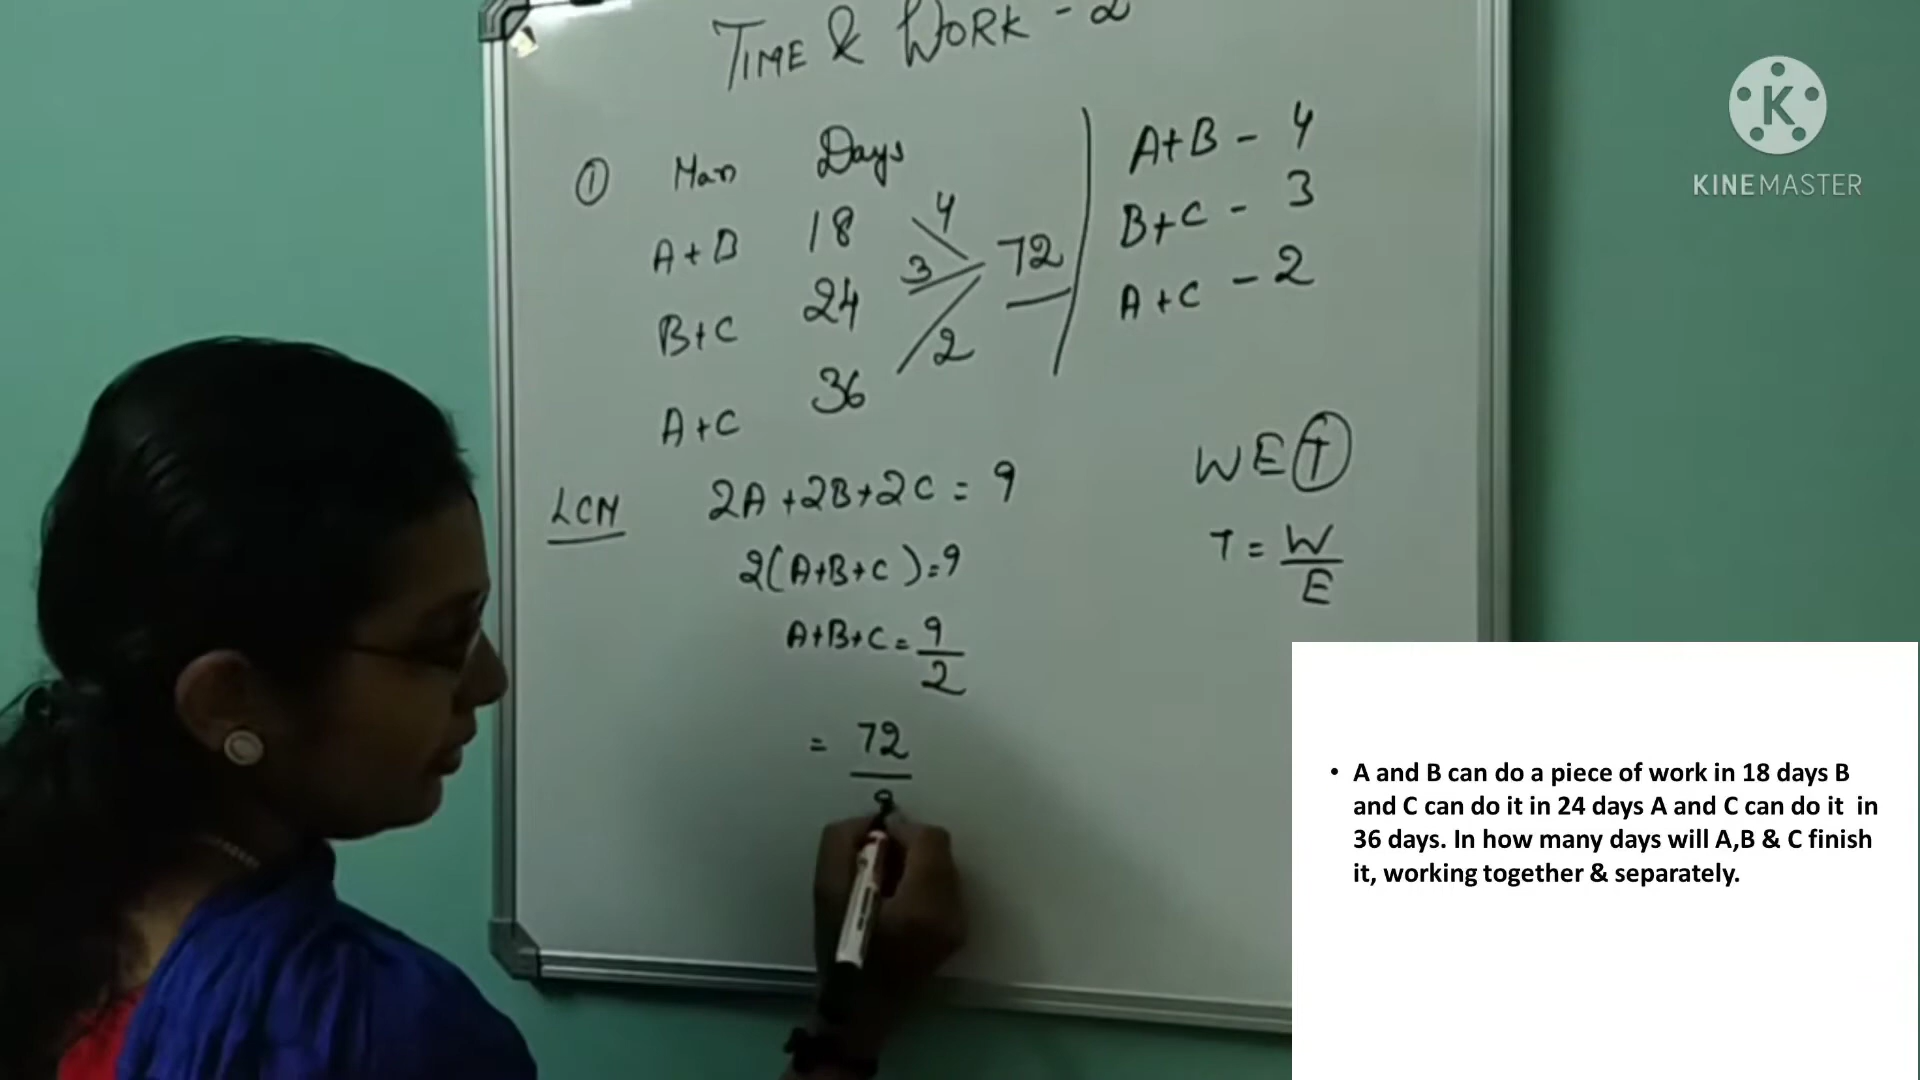 TIME & WORK - 2
① Man Days
A+B 18 4
B+C 24 3 72
A+C 36 2
A+B - 4
B+C - 3
A+C - 2
LCM
2A+2B+2C = 9
2(A+B+C)=9
A+B+C = 9/2
= 72/9
WET
T = W/E
KINEMASTER
• A and B can do a piece of work in 18 days B
and C can do it in 24 days A and C can do it in
36 days. In how many days will A,B & C finish
it, working together & separately.